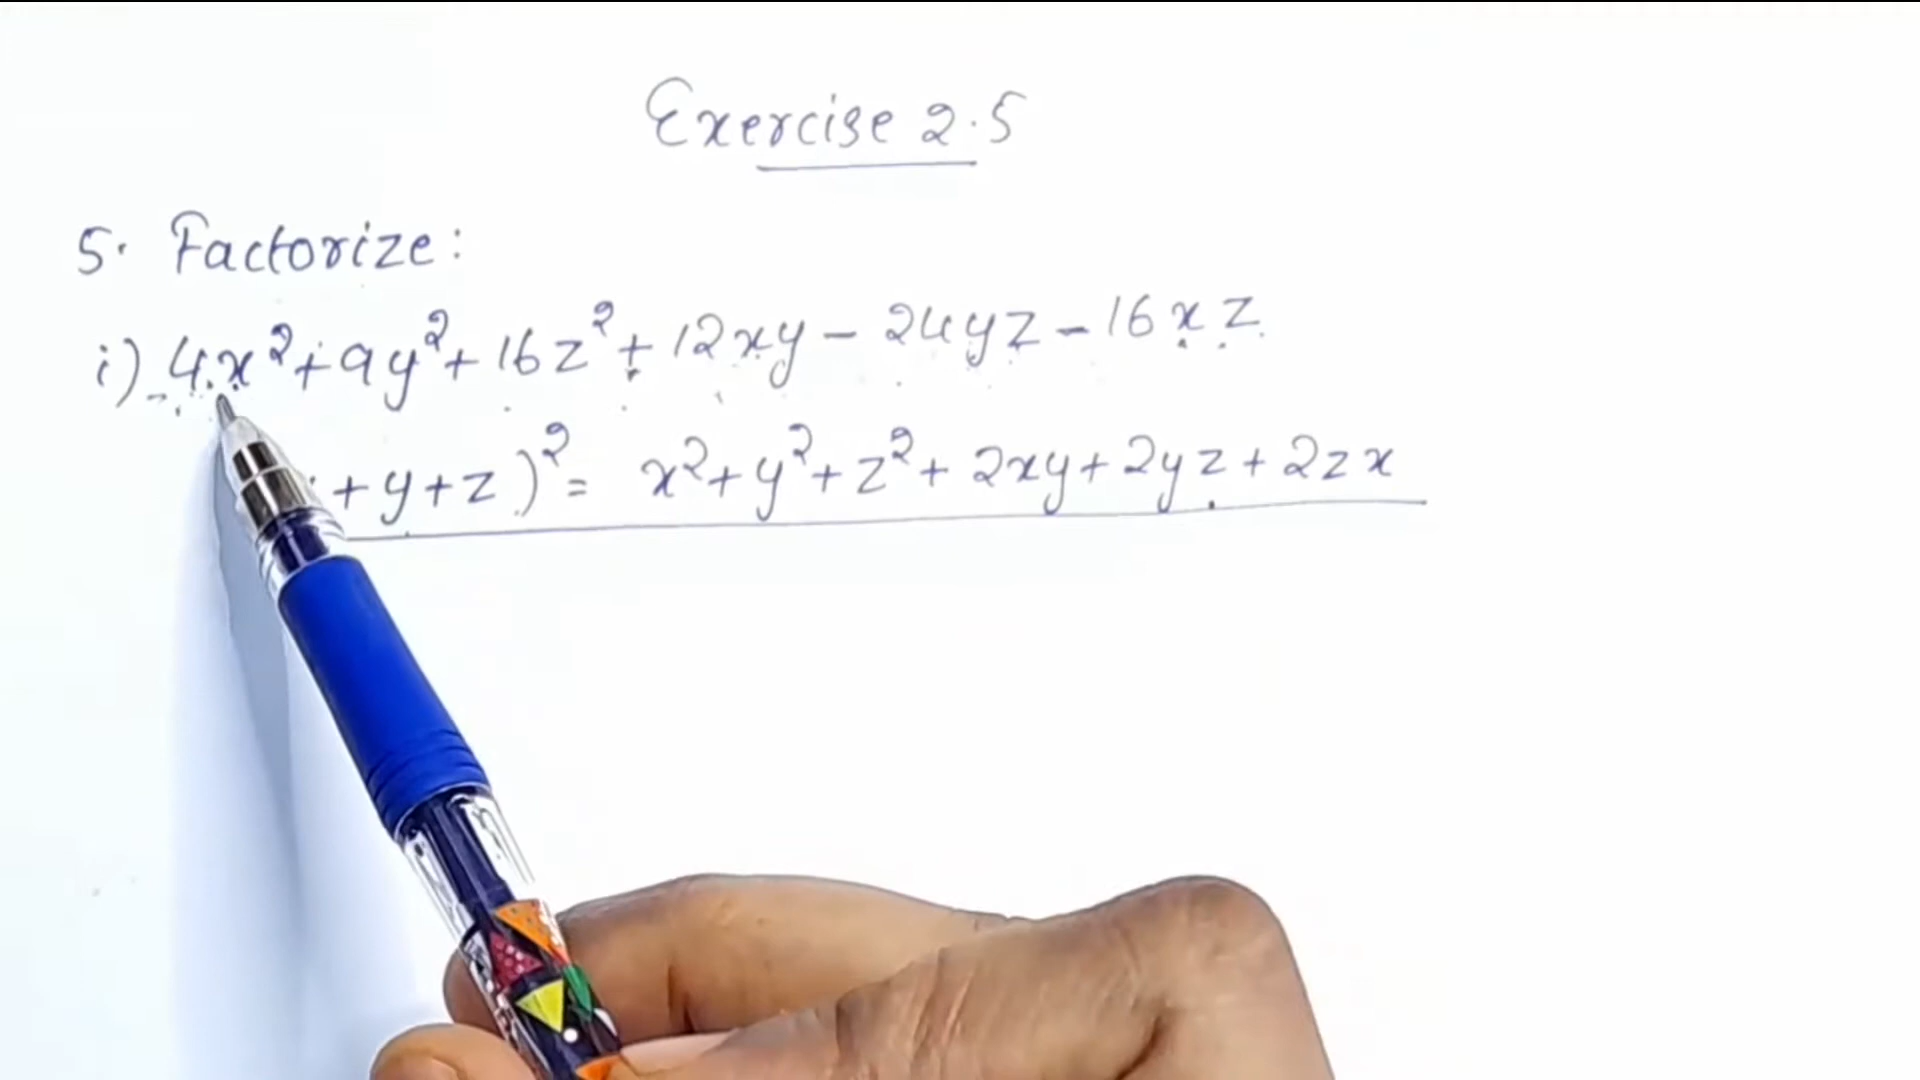 Exercise 2.5
5. Factorize:
i) 4x²+9y²+16z²+12xy-24yz-16xz
+y+z)²= x²+y²+z²+2xy+2yz+2zx